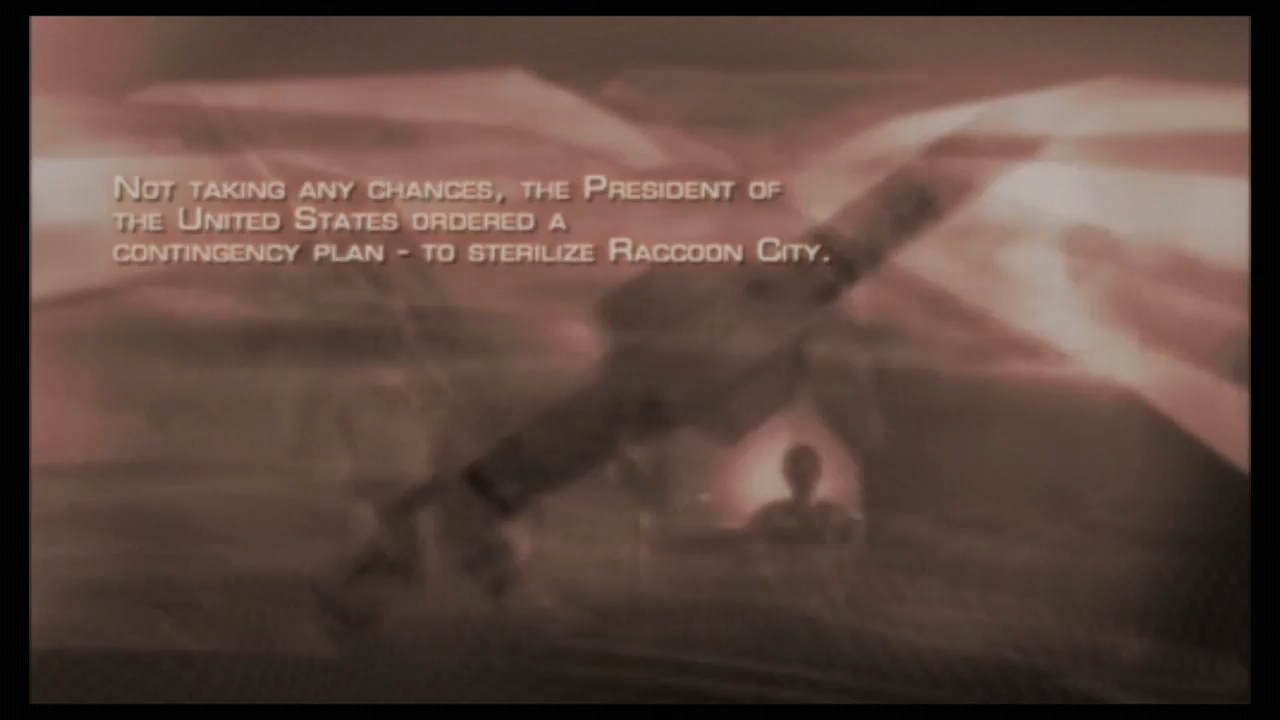 Not taking any chances, the President of
the United States ordered a
contingency plan - to sterilize Raccoon City.